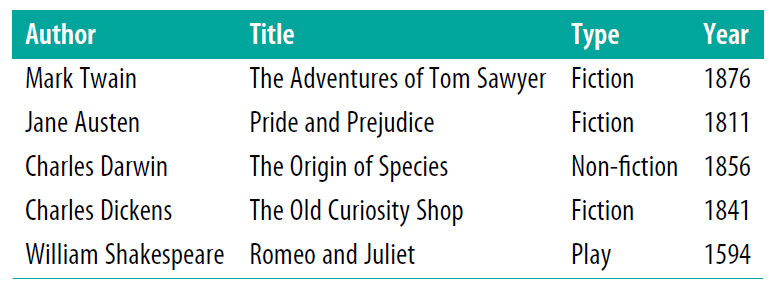 Author Title Type Year
Mark Twain The Adventures of Tom Sawyer Fiction 1876
Jane Austen Pride and Prejudice Fiction 1811
Charles Darwin The Origin of Species Non-fiction 1856
Charles Dickens The Old Curiosity Shop Fiction 1841
William Shakespeare Romeo and Juliet Play 1594